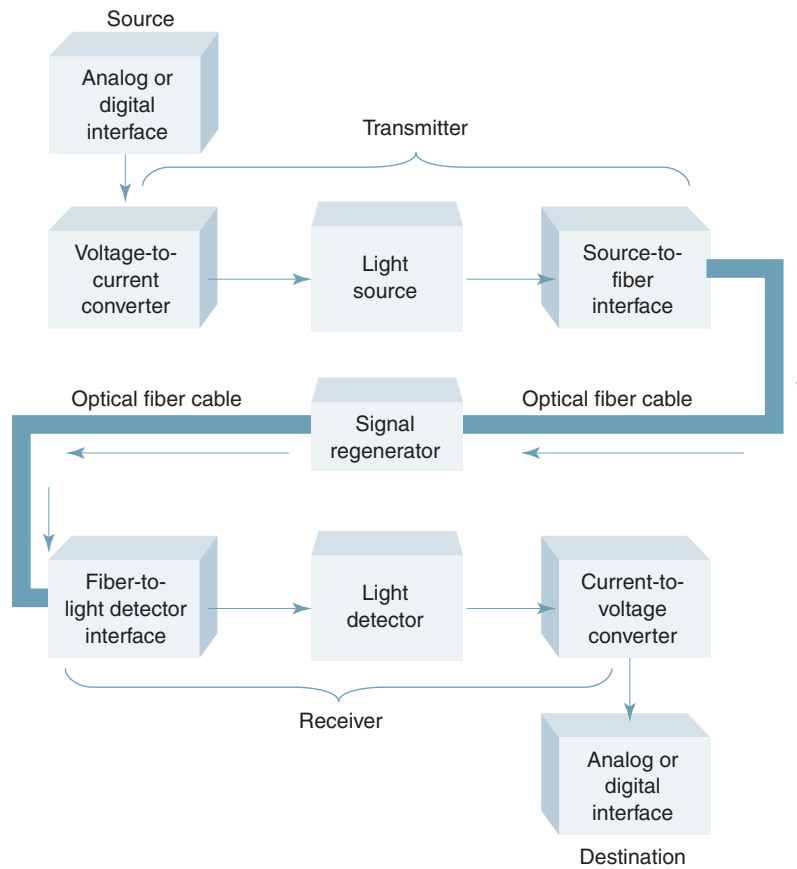 Source
Analog or
digital
interface
Transmitter
Voltage-to-
current
converter
Light
source
Source-to-
fiber
interface
Optical fiber cable
Signal
regenerator
Optical fiber cable
Fiber-to-
light detector
interface
Light
detector
Current-to-
voltage
converter
Receiver
Analog or
digital
interface
Destination